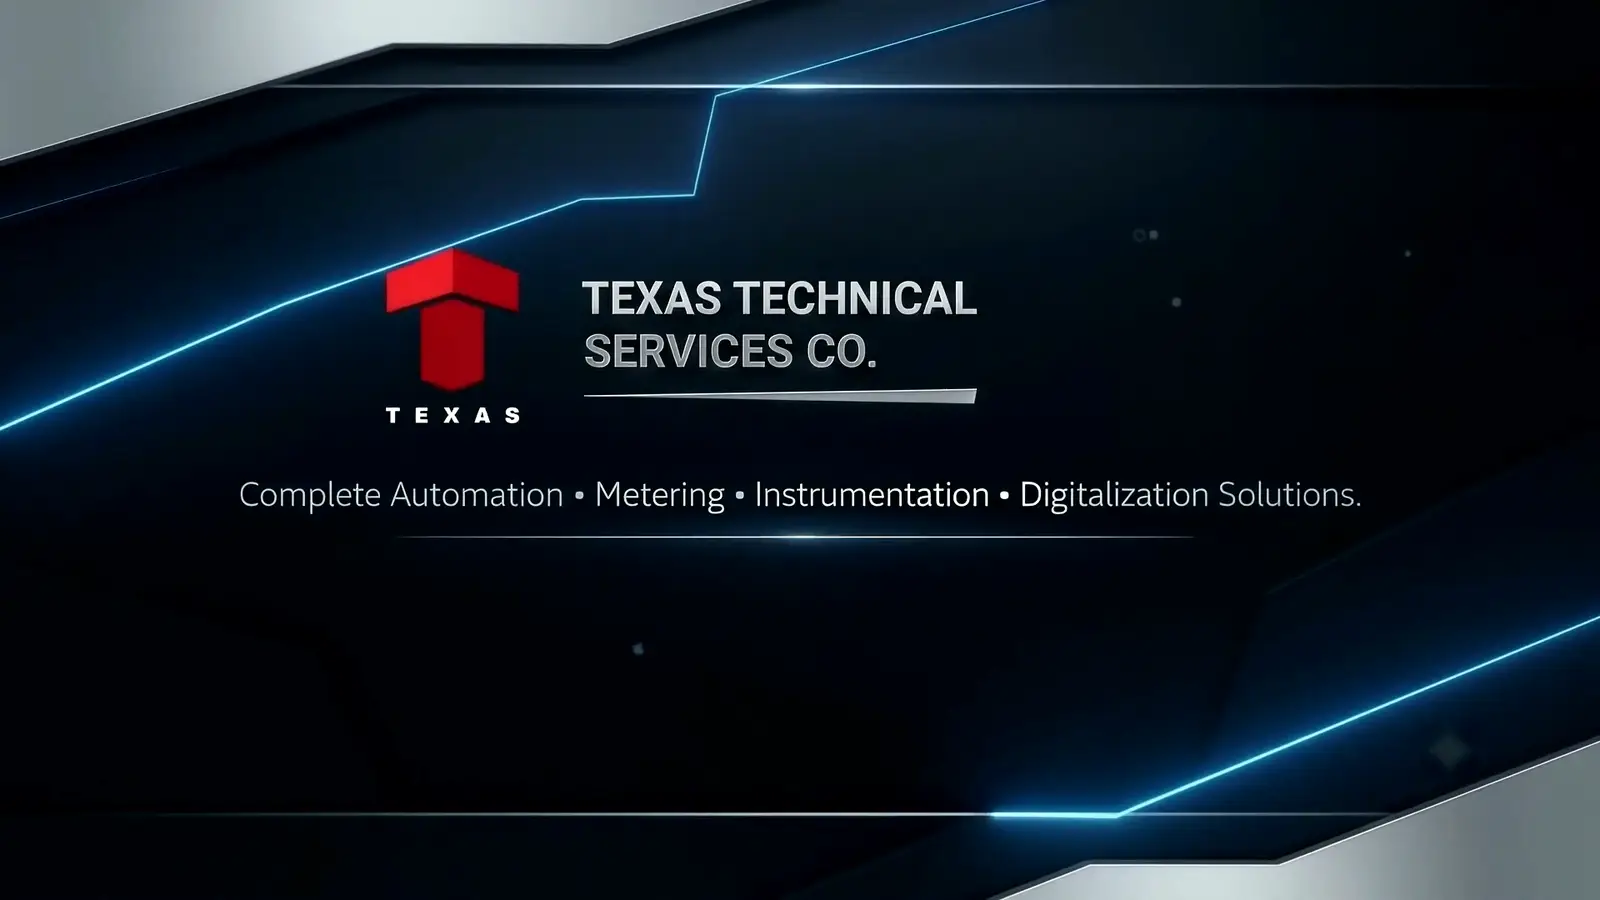 TEXAS
TEXAS TECHNICAL
SERVICES CO.
Complete Automation • Metering • Instrumentation • Digitalization Solutions.